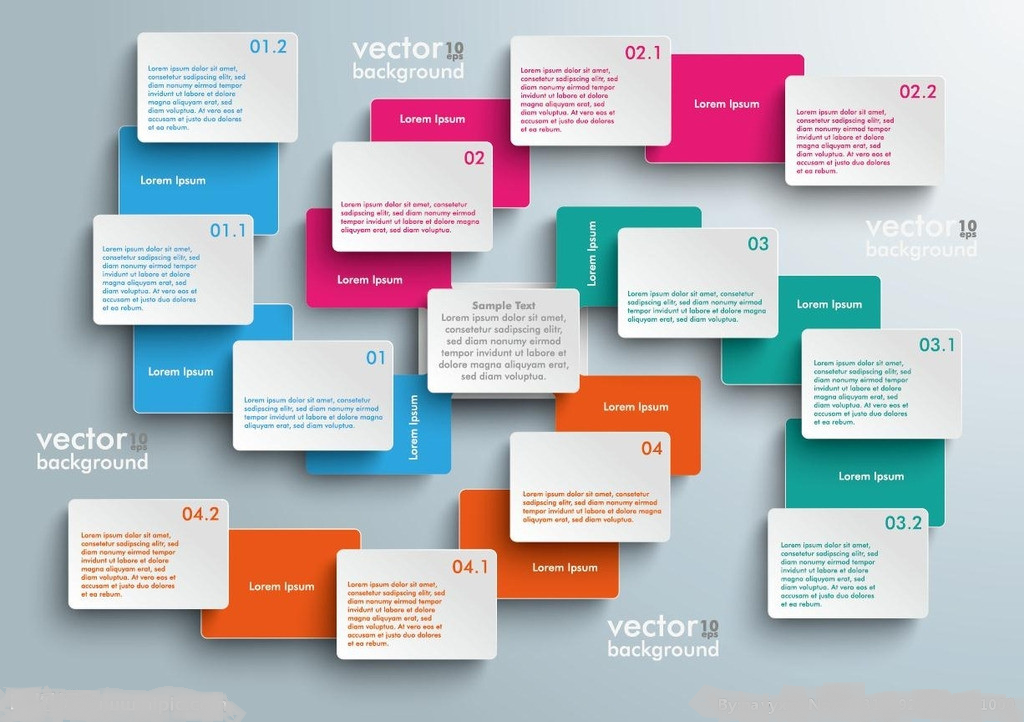 01.2
Lorem ipsum dolor sit amet,
consetetur sadipscing elitr, sed
diam nonumy eirmod tempor
invidunt ut labore et dolore
magna aliquyam erat, sed
diam voluptua. At vero eos et
accusam et justo duo dolores et
ea rebum.
Lorem Ipsum
01.1
Lorem ipsum dolor sit amet,
consetetur sadipscing elitr, sed
diam nonumy eirmod tempor
invidunt ut labore et dolore
magna aliquyam erat, sed
diam voluptua. At vero eos et
accusam et justo duo dolores et
ea rebum.
Lorem Ipsum
01
Lorem ipsum dolor sit amet, consetetur
sadipscing elitr, sed diam nonumy eirmod
tempor invidunt ut labore et dolore magna
aliquyam erat, sed diam voluptua.
Lorem Ipsum
vector 10
eps
background
Lorem Ipsum
02
Lorem ipsum dolor sit amet, consetetur
sadipscing elitr, sed diam nonumy eirmod
tempor invidunt ut labore et dolore magna
aliquyam erat, sed diam voluptua.
Lorem Ipsum
02.1
Lorem ipsum dolor sit amet,
consetetur sadipscing elitr, sed
diam nonumy eirmod tempor
invidunt ut labore et dolore
magna aliquyam erat, sed
diam voluptua. At vero eos et
accusam et justo duo dolores et
ea rebum.
Lorem Ipsum
02.2
Lorem ipsum dolor sit amet,
consetetur sadipscing elitr, sed
diam nonumy eirmod tempor
invidunt ut labore et dolore
magna aliquyam erat, sed
diam voluptua. At vero eos et
accusam et justo duo dolores et
ea rebum.
vector 10
eps
background
Sample Text
Lorem ipsum dolor sit amet,
consetetur sadipscing elitr,
sed diam nonumy eirmod
tempor invidunt ut labore et
dolore magna aliquyam erat,
sed diam voluptua.
Lorem Ipsum
03
Lorem ipsum dolor sit amet, consetetur
sadipscing elitr, sed diam nonumy eirmod
tempor invidunt ut labore et dolore magna
aliquyam erat, sed diam voluptua.
Lorem Ipsum
03.1
Lorem ipsum dolor sit amet,
consetetur sadipscing elitr, sed
diam nonumy eirmod tempor
invidunt ut labore et dolore
magna aliquyam erat, sed
diam voluptua. At vero eos et
accusam et justo duo dolores et
ea rebum.
Lorem Ipsum
03.2
Lorem ipsum dolor sit amet,
consetetur sadipscing elitr, sed
diam nonumy eirmod tempor
invidunt ut labore et dolore
magna aliquyam erat, sed
diam voluptua. At vero eos et
accusam et justo duo dolores et
ea rebum.
Lorem Ipsum
04
Lorem ipsum dolor sit amet, consetetur
sadipscing elitr, sed diam nonumy eirmod
tempor invidunt ut labore et dolore magna
aliquyam erat, sed diam voluptua.
Lorem Ipsum
04.1
Lorem ipsum dolor sit amet,
consetetur sadipscing elitr, sed
diam nonumy eirmod tempor
invidunt ut labore et dolore
magna aliquyam erat, sed
diam voluptua. At vero eos et
accusam et justo duo dolores et
ea rebum.
Lorem Ipsum
04.2
Lorem ipsum dolor sit amet,
consetetur sadipscing elitr, sed
diam nonumy eirmod tempor
invidunt ut labore et dolore
magna aliquyam erat, sed
diam voluptua. At vero eos et
accusam et justo duo dolores et
ea rebum.
vector 10
eps
background
vector 10
eps
background